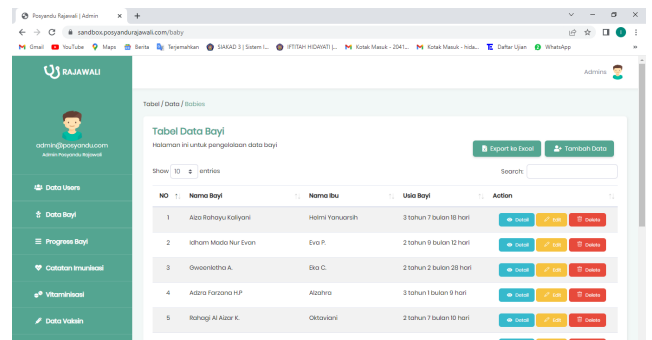 Posyandu Rajawali | Admin
sandbox.posyandurajawali.com/baby
Gmail YouTube Maps Berita Terjemahkan SIAKAD 3 | Sistem I... IFTITAH HIDAYATI |... Kotak Masuk - 2041... Kotak Masuk - hida... Daftar Ujian WhatsApp
RAJAWALI
Admins
Tabel / Data / Babies
admin@posyandu.com
Admin Posyandu Rajawali
Tabel Data Bayi
Halaman ini untuk pengelolaan data bayi
Export ke Excel Tambah Data
Show 10 entries Search:
Data Users
Data Bayi
Progress Bayi
Catatan Imunisasi
Vitaminisasi
Data Vaksin
NO Nama Bayi Nama Ibu Usia Bayi Action
1 Aiza Rahayu Kaliyani Helmi Yanuarsih 3 tahun 7 bulan 18 hari Detail Edit Delete
2 Idham Mada Nur Evan Eva P. 2 tahun 9 bulan 12 hari Detail Edit Delete
3 Gweenletha A. Eka C. 2 tahun 2 bulan 28 hari Detail Edit Delete
4 Adzra Farzana H.P Alzahra 3 tahun 1 bulan 9 hari Detail Edit Delete
5 Rahagi Al Aizar K. Oktaviani 2 tahun 7 bulan 10 hari Detail Edit Delete